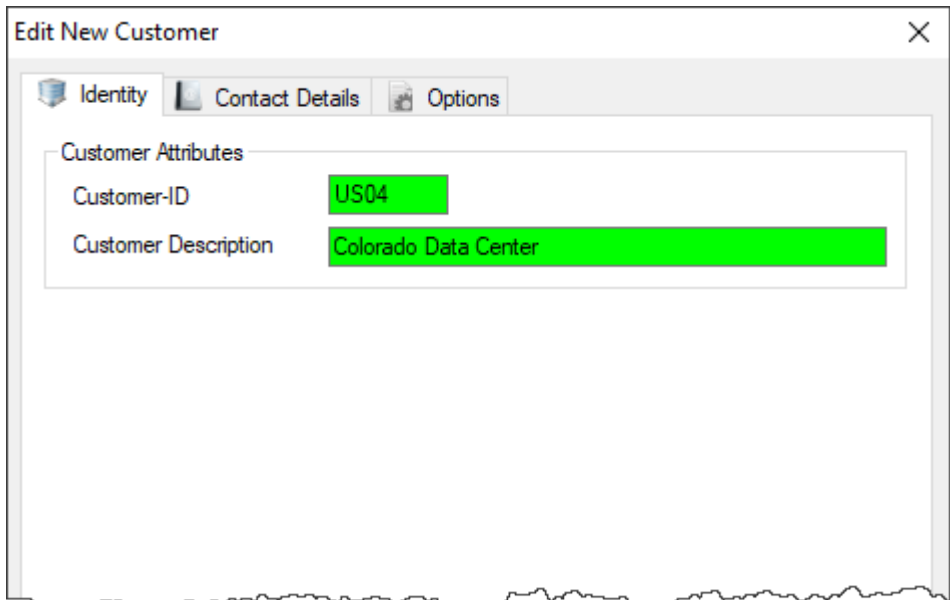 Edit New Customer
Identity Contact Details Options
Customer Attributes
Customer-ID US04
Customer Description Colorado Data Center